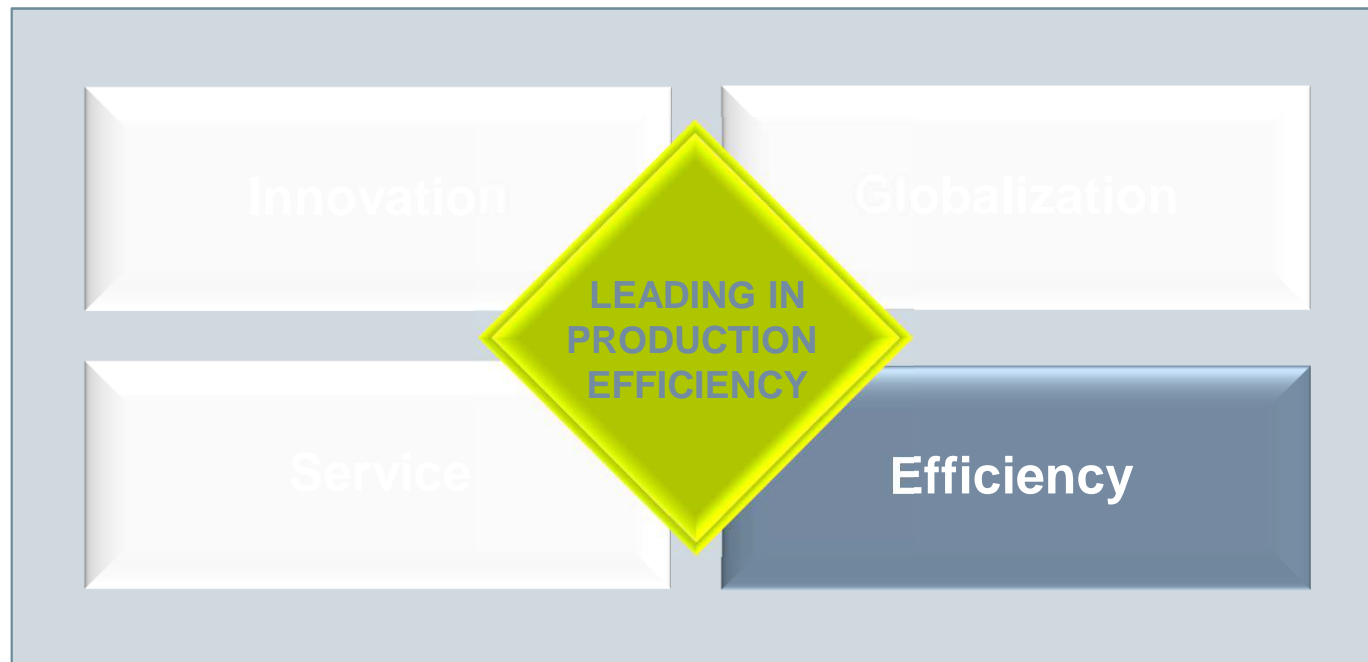 Innovation
Globalization
LEADING IN
PRODUCTION
EFFICIENCY
Service
Efficiency